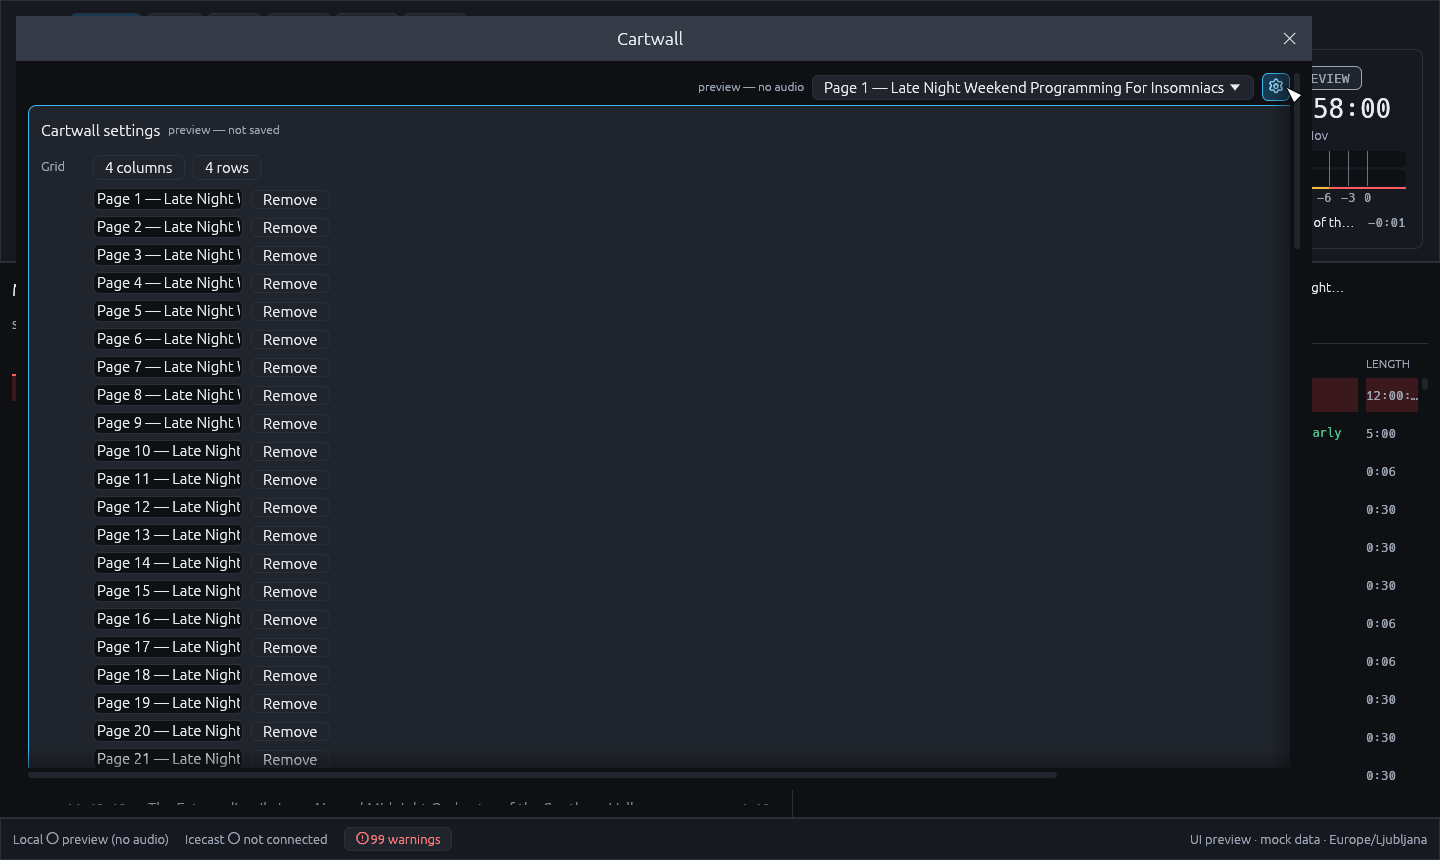 Cartwall
preview — no audio
Page 1 — Late Night Weekend Programming For Insomniacs
Cartwall settings preview — not saved
Grid 4 columns 4 rows
Page 1 — Late Night Remove
Page 2 — Late Night Remove
Page 3 — Late Night Remove
Page 4 — Late Night Remove
Page 5 — Late Night Remove
Page 6 — Late Night Remove
Page 7 — Late Night Remove
Page 8 — Late Night Remove
Page 9 — Late Night Remove
Page 10 — Late Night Remove
Page 11 — Late Night Remove
Page 12 — Late Night Remove
Page 13 — Late Night Remove
Page 14 — Late Night Remove
Page 15 — Late Night Remove
Page 16 — Late Night Remove
Page 17 — Late Night Remove
Page 18 — Late Night Remove
Page 19 — Late Night Remove
Page 20 — Late Night Remove
Page 21 — Late Night Remove
EVIEW
58:00
−6 −3 0
of th… −0:01
ght…
LENGTH
12:00:…
arly 5:00
0:06
0:30
0:30
0:30
0:06
0:06
0:30
0:30
0:30
Local preview (no audio) Icecast not connected 99 warnings UI preview · mock data · Europe/Ljubljana